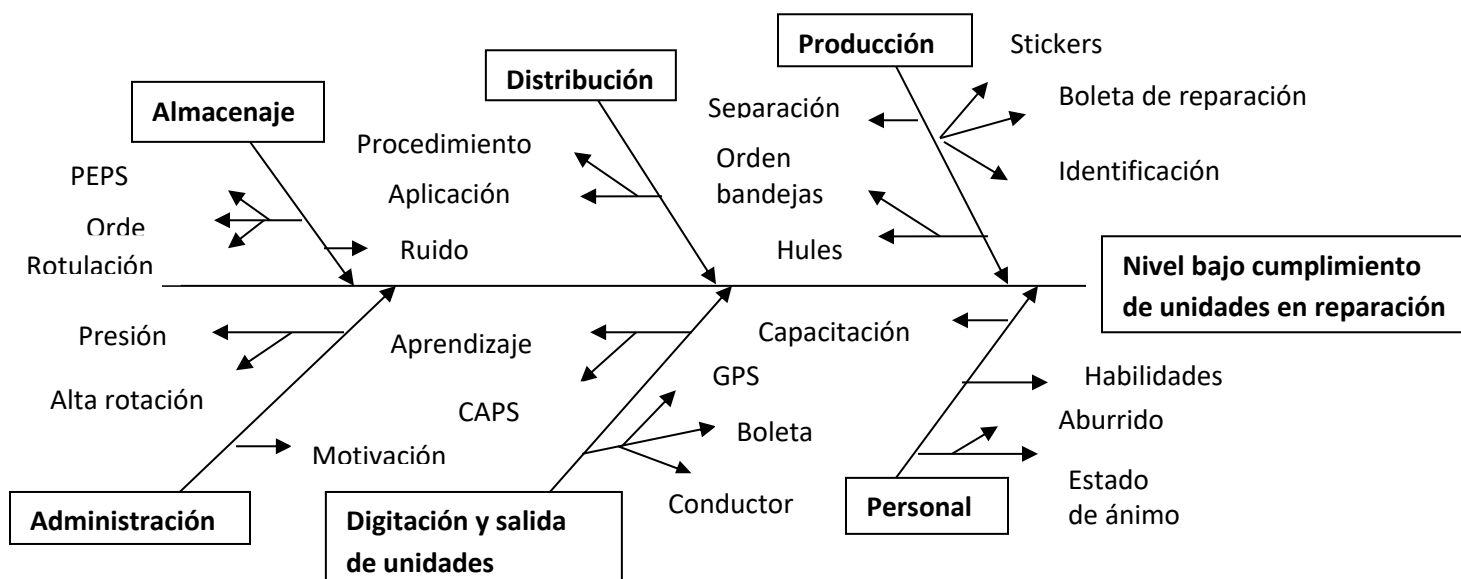 Producción
Stickers
Distribución
Almacenaje
Separación
Boleta de reparación
Procedimiento
Orden
bandejas
PEPS
Aplicación
Identificación
Orde
Ruido
Hules
Rotulación
Nivel bajo cumplimiento
de unidades en reparación
Presión
Aprendizaje
Capacitación
GPS
Habilidades
Alta rotación
CAPS
Boleta
Aburrido
Motivación
Conductor
Estado
de ánimo
Administración
Digitación y salida
de unidades
Personal